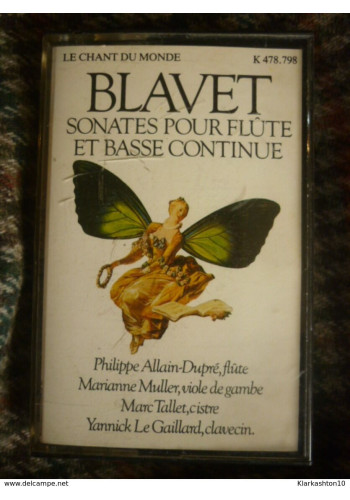 LE CHANT DU MONDE
K 478.798
BLAVET
SONATES POUR FLÛTE
ET BASSE CONTINUE
Philippe Allain-Dupré, flûte
Marianne Muller, viole de gambe
Marc Tallet, cistre
Yannick Le Gaillard, clavecin.
Klarkashton10
delcampe.net